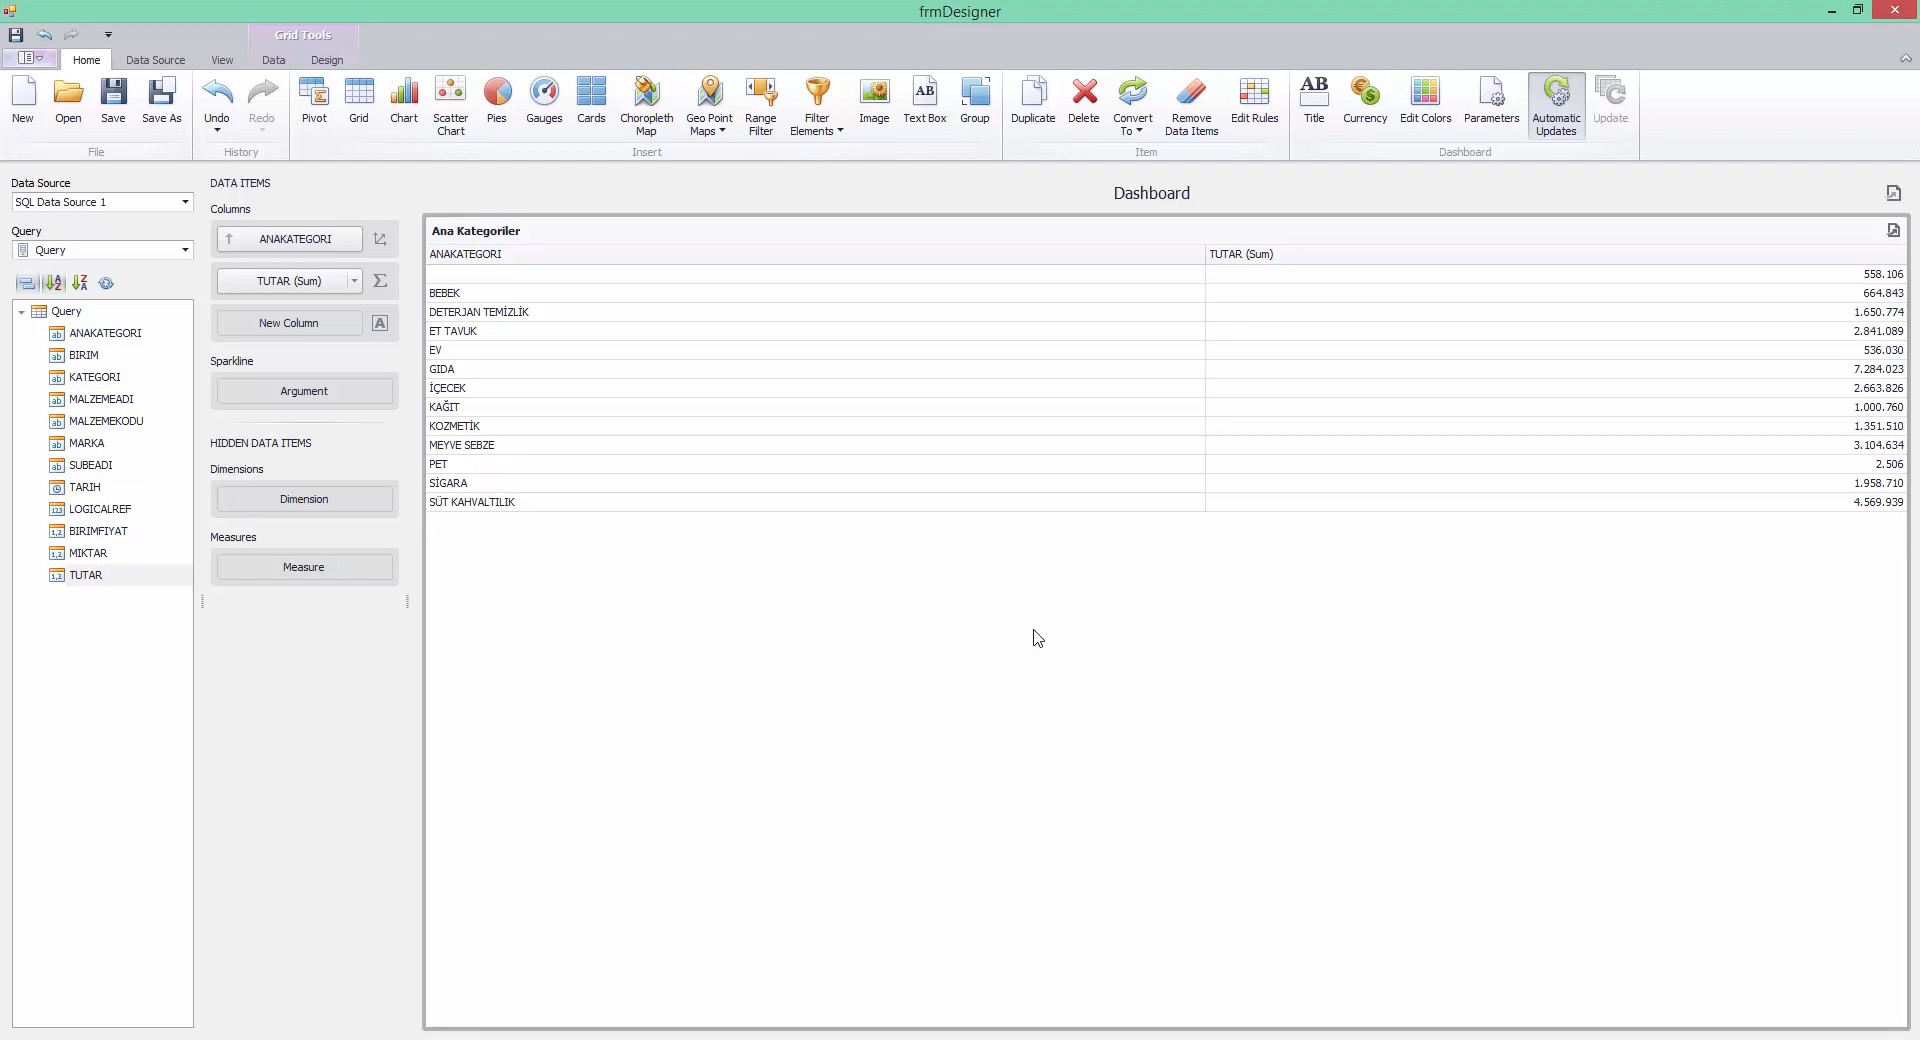 frmDesigner
Grid Tools
Home Data Source View Data Design
New Open Save Save As Undo Redo Pivot Grid Chart Scatter Chart Pies Gauges Cards Choropleth Map Geo Point Maps Range Filter Filter Elements Image Text Box Group Duplicate Delete Convert To Remove Data Items Edit Rules Title Currency Edit Colors Parameters Automatic Updates Update
File History Insert Item Dashboard
Data Source
SQL Data Source 1
Query
Query
Query
ANAKATEGORI
BIRIM
KATEGORI
MALZEMEADI
MALZEMEKODU
MARKA
SUBEADI
TARIH
LOGICALREF
BIRIMFIYAT
MIKTAR
TUTAR
DATA ITEMS
Columns
ANAKATEGORI
TUTAR (Sum)
New Column
Sparkline
Argument
HIDDEN DATA ITEMS
Dimensions
Dimension
Measures
Measure
Dashboard
Ana Kategoriler
ANAKATEGORI TUTAR (Sum)
558.106
BEBEK 664.843
DETERJAN TEMİZLİK 1.650.774
ET TAVUK 2.841.089
EV 536.030
GIDA 7.284.023
İÇECEK 2.663.826
KAĞIT 1.000.760
KOZMETİK 1.351.510
MEYVE SEBZE 3.104.634
PET 2.506
SİGARA 1.958.710
SÜT KAHVALTILIK 4.569.939